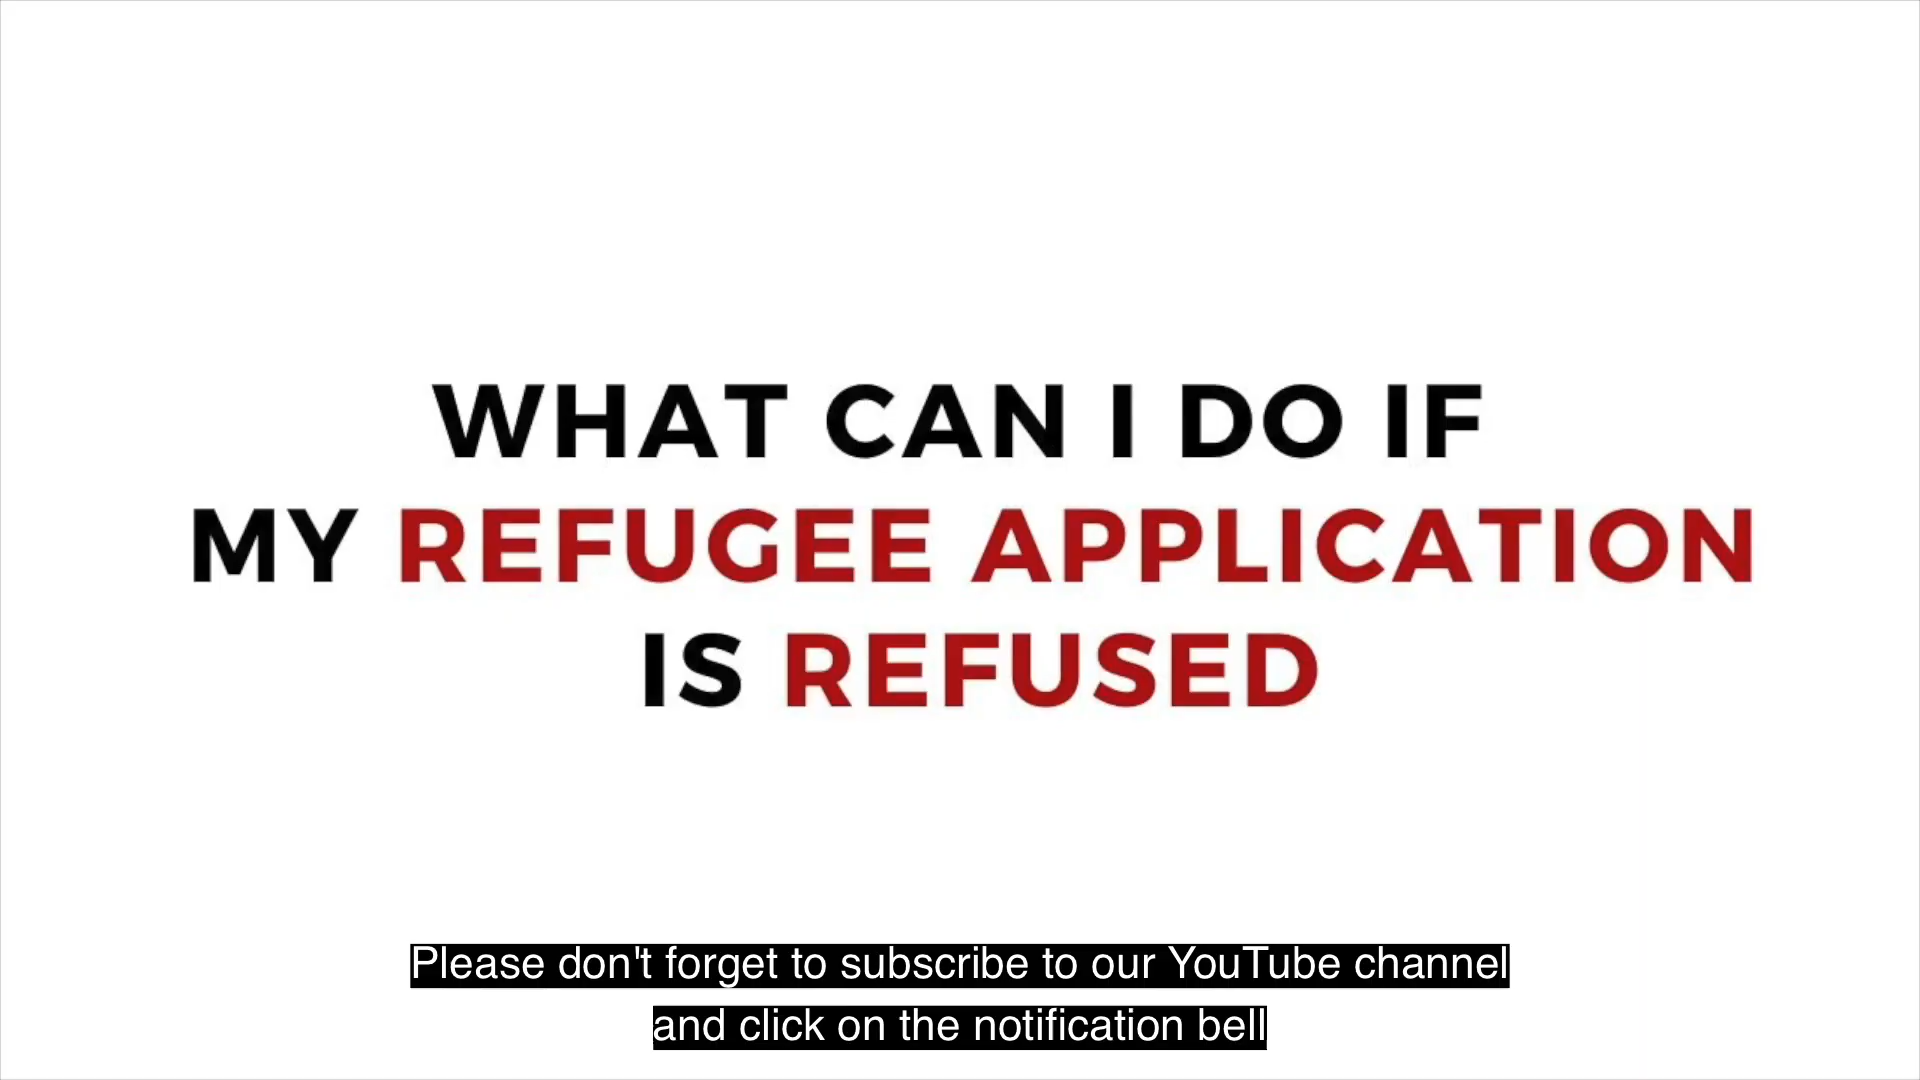 WHAT CAN I DO IF
MY REFUGEE APPLICATION
IS REFUSED
Please don't forget to subscribe to our YouTube channel
and click on the notification bell